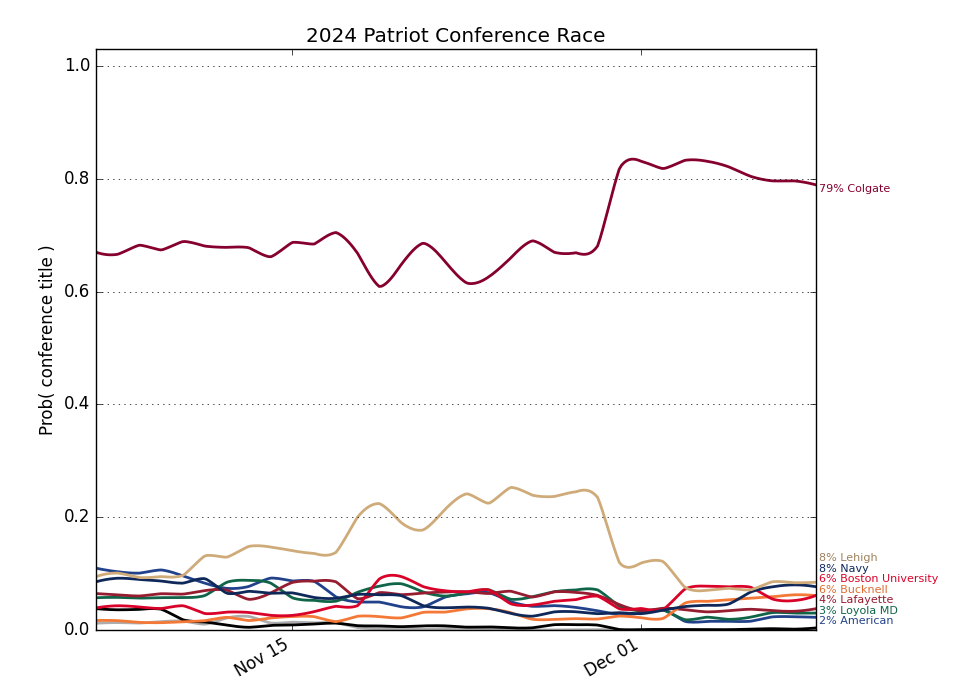 2024 Patriot Conference Race
1.0
0.8
0.6
0.4
0.2
0.0
Prob( conference title )
Nov 15
Dec 01
79% Colgate
8% Lehigh
8% Navy
6% Boston University
6% Bucknell
4% Lafayette
3% Loyola MD
2% American